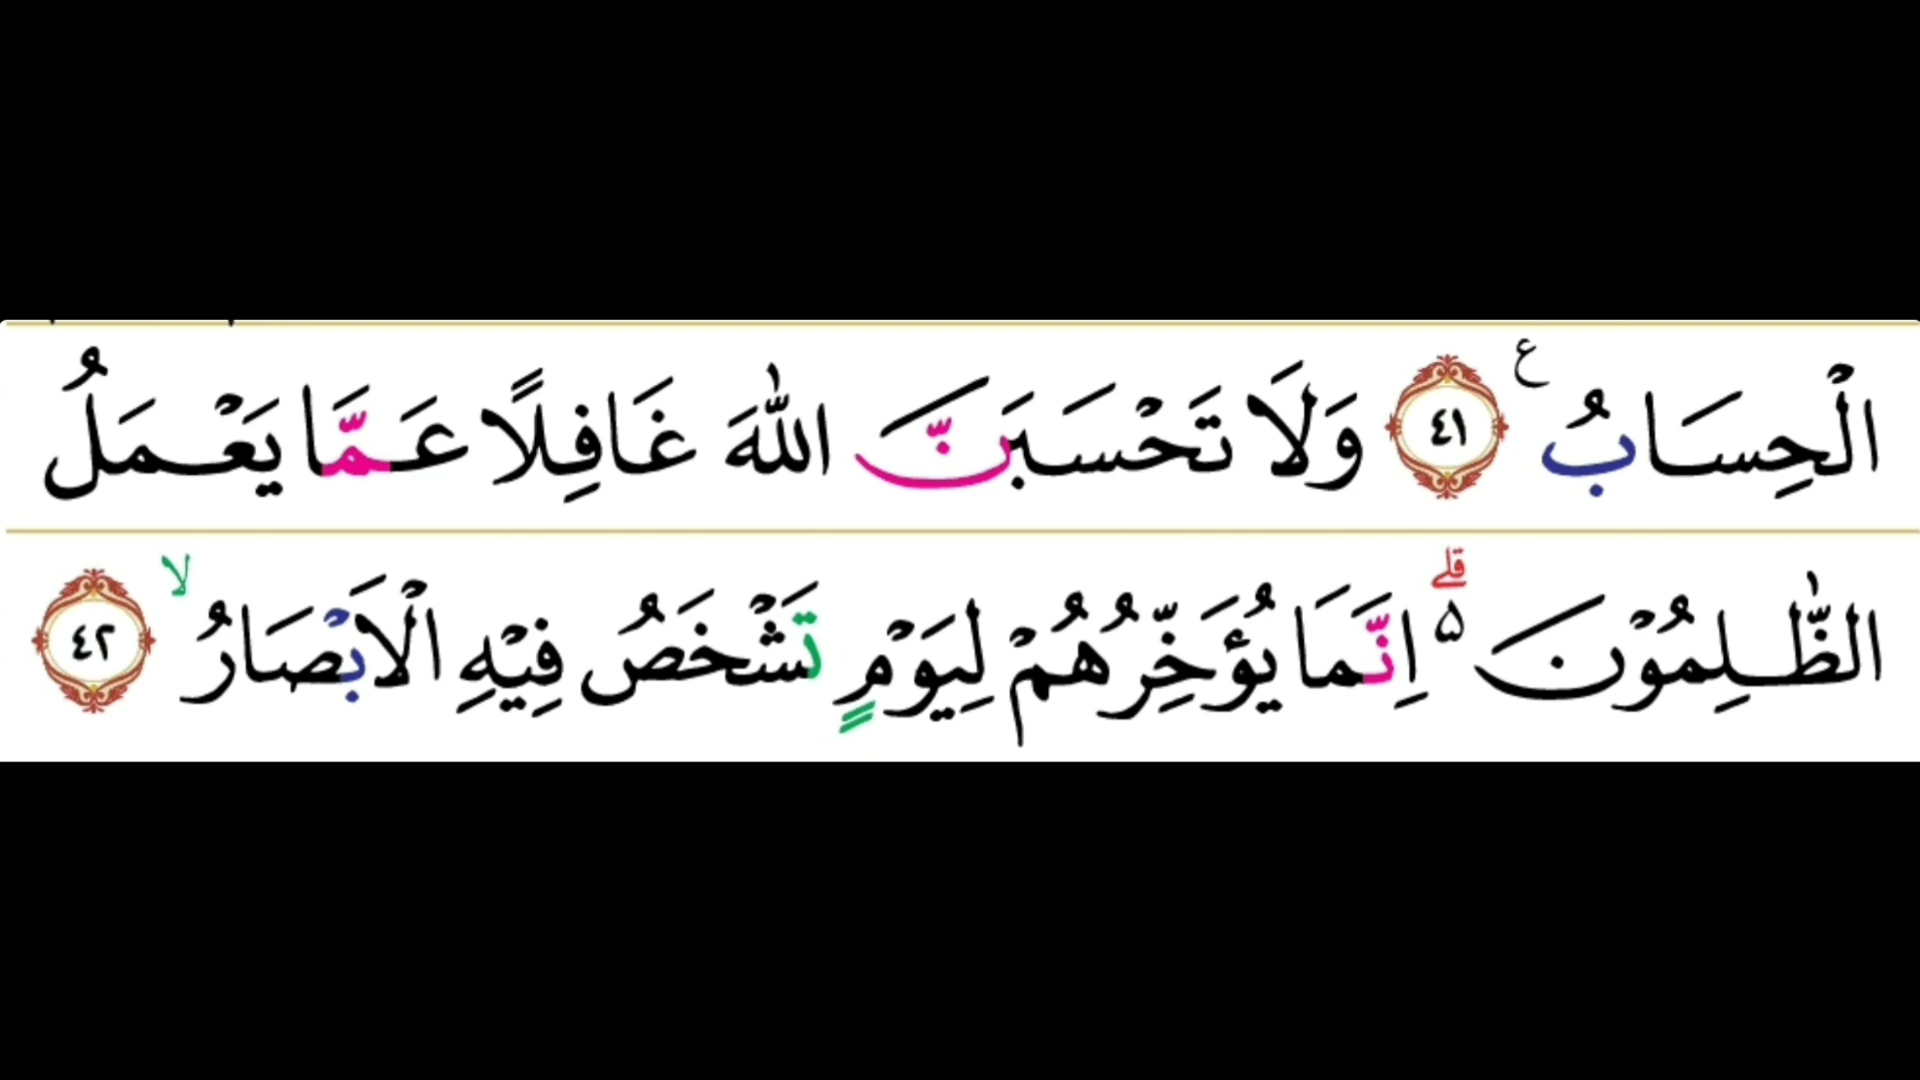 الْحِسَابُ ࣖ ٤١ وَلَا تَحْسَبَنَّ اللّٰهَ غَافِلًا عَمَّا يَعْمَلُ
الظّٰلِمُوْنَ ۵ۗ اِنَّمَا يُؤَخِّرُهُمْ لِيَوْمٍ تَشْخَصُ فِيْهِ الْاَبْصَارُ ۙ ٤٢